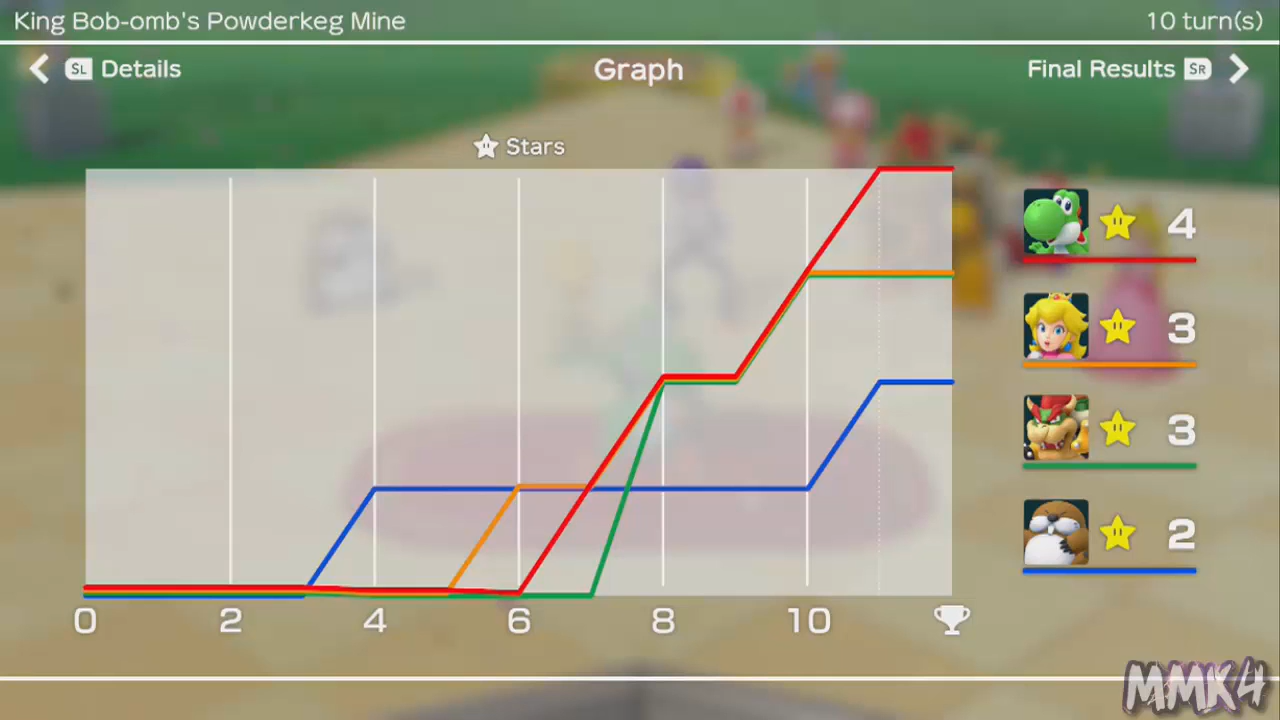 King Bob-omb's Powderkeg Mine
10 turn(s)
SL Details
Graph
Final Results SR
Stars
4
3
3
2
0 2 4 6 8 10
MMK4